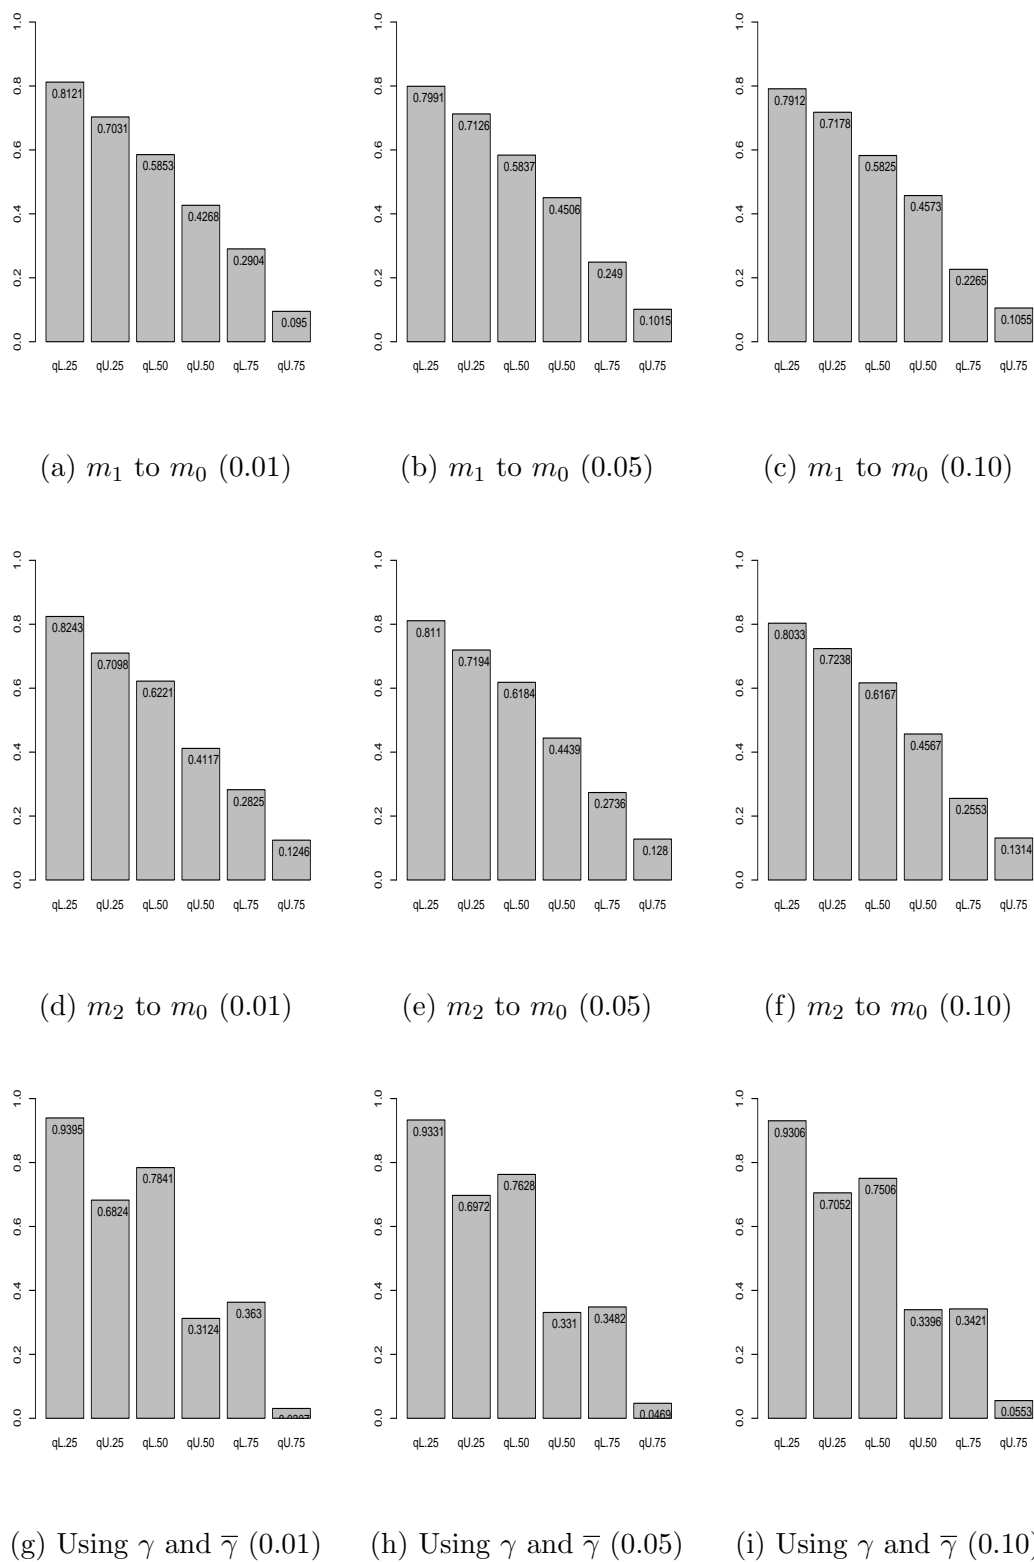 1.0 1.0 1.0
0.8 0.8 0.8
0.6 0.6 0.6
0.4 0.4 0.4
0.2 0.2 0.2
0.0 0.0 0.0
0.8121 0.7031 0.5853 0.4268 0.2904 0.095
0.7991 0.7126 0.5837 0.4506 0.249 0.1015
0.7912 0.7178 0.5825 0.4573 0.2265 0.1055
qL.25 qU.25 qL.50 qU.50 qL.75 qU.75 qL.25 qU.25 qL.50 qU.50 qL.75 qU.75 qL.25 qU.25 qL.50 qU.50 qL.75 qU.75
(a) m₁ to m₀ (0.01) (b) m₁ to m₀ (0.05) (c) m₁ to m₀ (0.10)
1.0 1.0 1.0
0.8 0.8 0.8
0.6 0.6 0.6
0.4 0.4 0.4
0.2 0.2 0.2
0.0 0.0 0.0
0.8243 0.7098 0.6221 0.4117 0.2825 0.1246
0.811 0.7194 0.6184 0.4439 0.2736 0.128
0.8033 0.7238 0.6167 0.4567 0.2553 0.1314
qL.25 qU.25 qL.50 qU.50 qL.75 qU.75 qL.25 qU.25 qL.50 qU.50 qL.75 qU.75 qL.25 qU.25 qL.50 qU.50 qL.75 qU.75
(d) m₂ to m₀ (0.01) (e) m₂ to m₀ (0.05) (f) m₂ to m₀ (0.10)
1.0 1.0 1.0
0.8 0.8 0.8
0.6 0.6 0.6
0.4 0.4 0.4
0.2 0.2 0.2
0.0 0.0 0.0
0.9395 0.6824 0.7841 0.3124 0.363
0.9331 0.6972 0.7628 0.331 0.3482 0.0469
0.9306 0.7052 0.7506 0.3396 0.3421 0.0553
qL.25 qU.25 qL.50 qU.50 qL.75 qU.75 qL.25 qU.25 qL.50 qU.50 qL.75 qU.75 qL.25 qU.25 qL.50 qU.50 qL.75 qU.75
(g) Using γ and γ̅ (0.01) (h) Using γ and γ̅ (0.05) (i) Using γ and γ̅ (0.10)